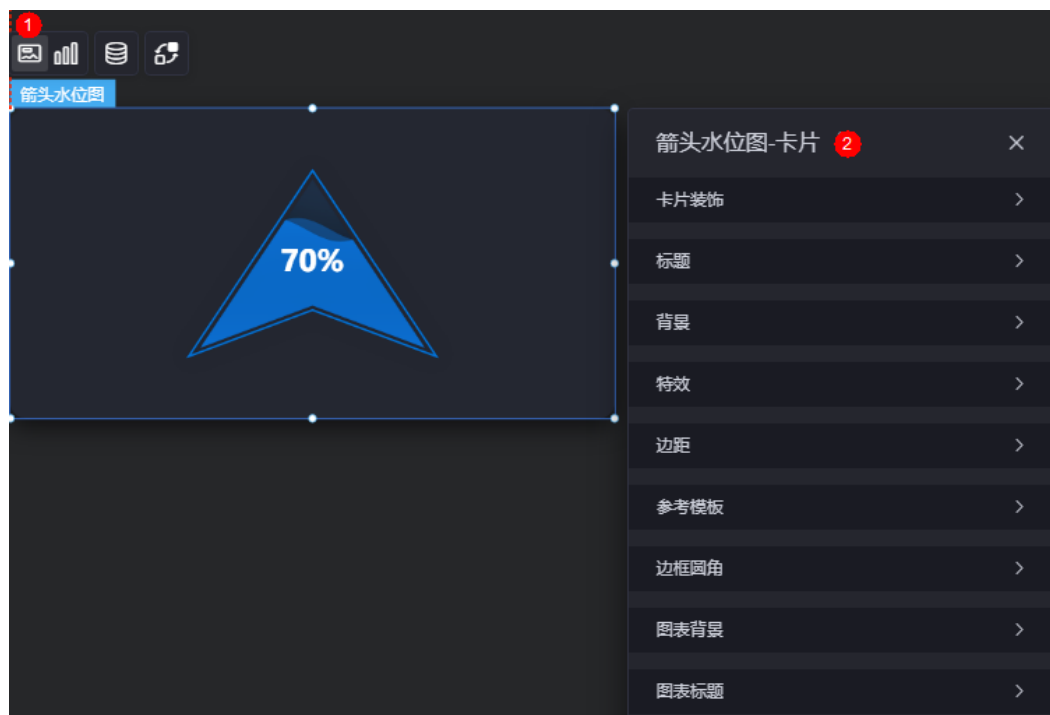 1
箭头水位图
箭头水位图-卡片 2
卡片装饰
标题
70%
背景
特效
边距
参考模板
边框圆角
图表背景
图表标题